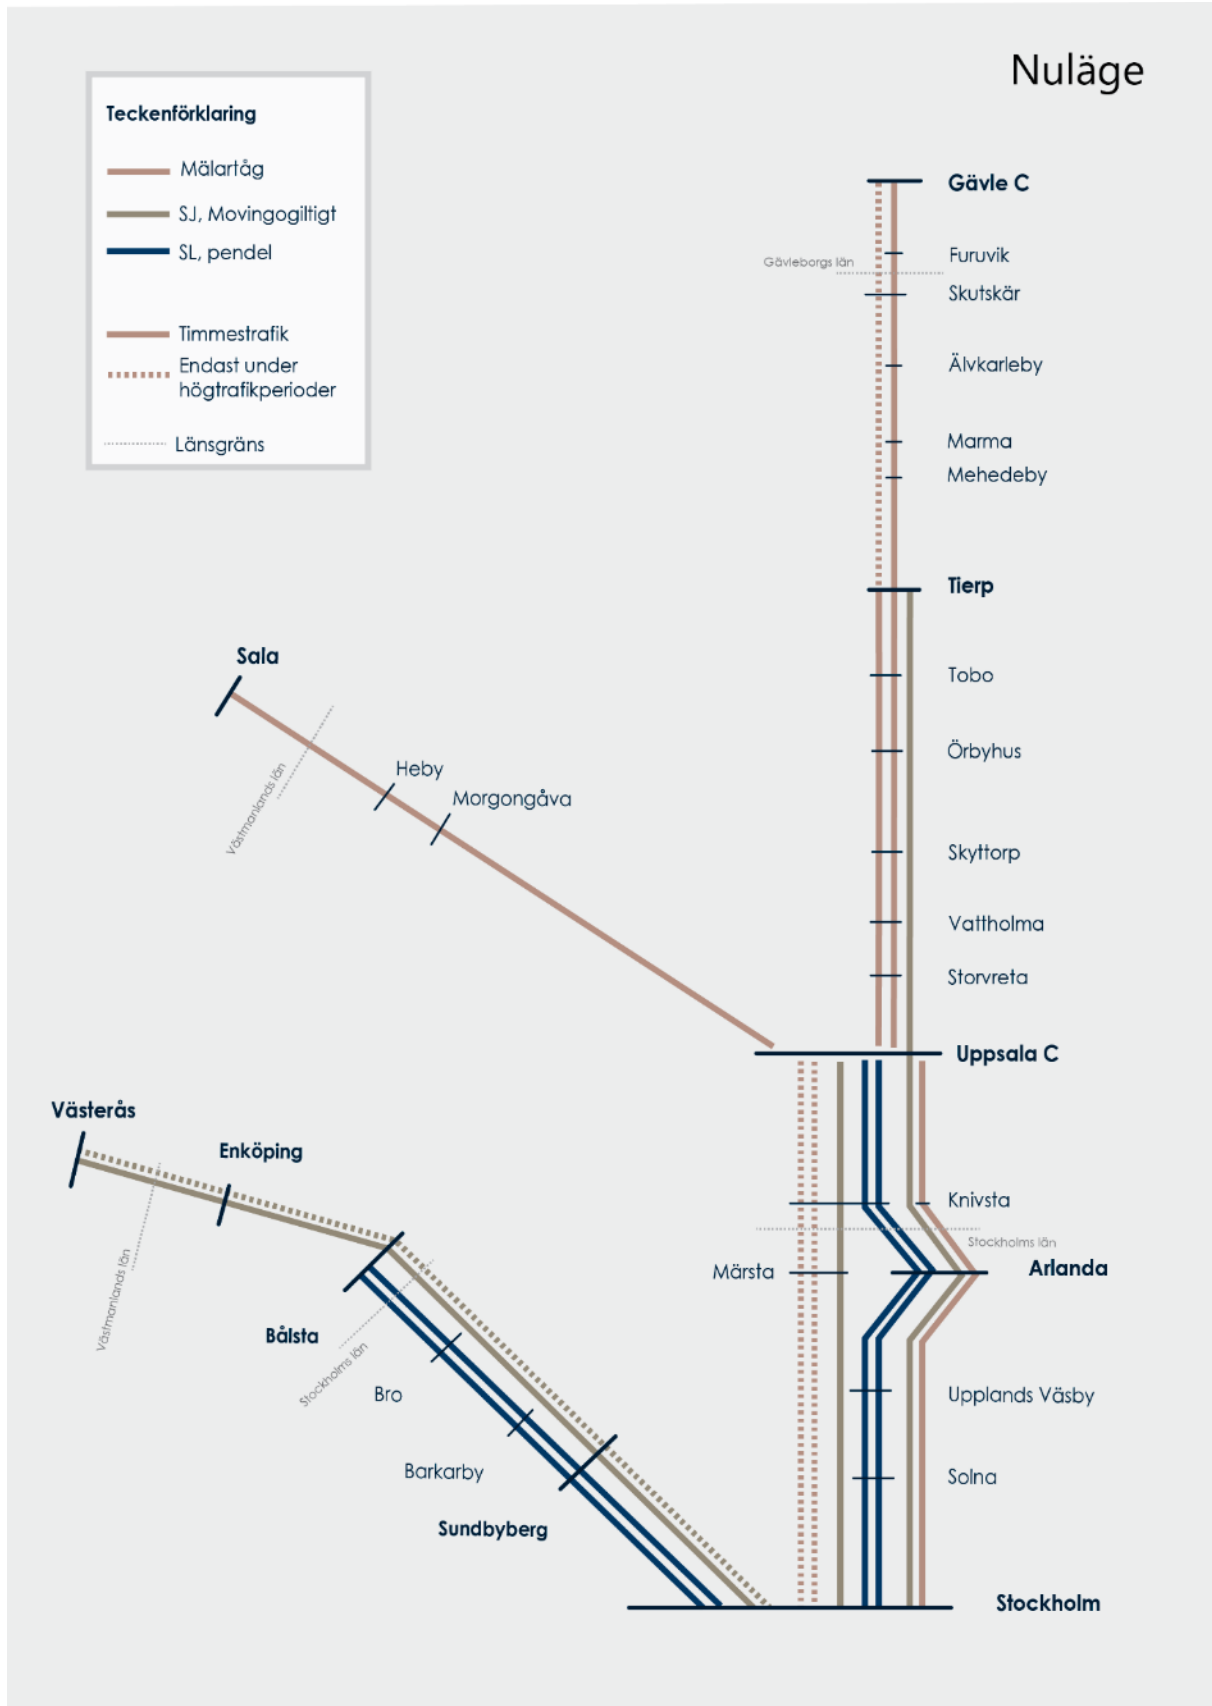 Nuläge
Teckenförklaring
Mälartåg
SJ, Movingogiltigt
SL, pendel
Timmestrafik
Endast under
högtrafikperioder
Länsgräns
Gävle C
Furuvik
Gävleborgs län
Skutskär
Älvkarleby
Marma
Mehedeby
Tierp
Tobo
Örbyhus
Skyttorp
Vattholma
Storvreta
Uppsala C
Sala
Västmanlands län
Heby
Morgongåva
Västerås
Enköping
Västmanlands län
Bålsta
Stockholms län
Bro
Barkarby
Sundbyberg
Knivsta
Stockholms län
Märsta
Arlanda
Upplands Väsby
Solna
Stockholm